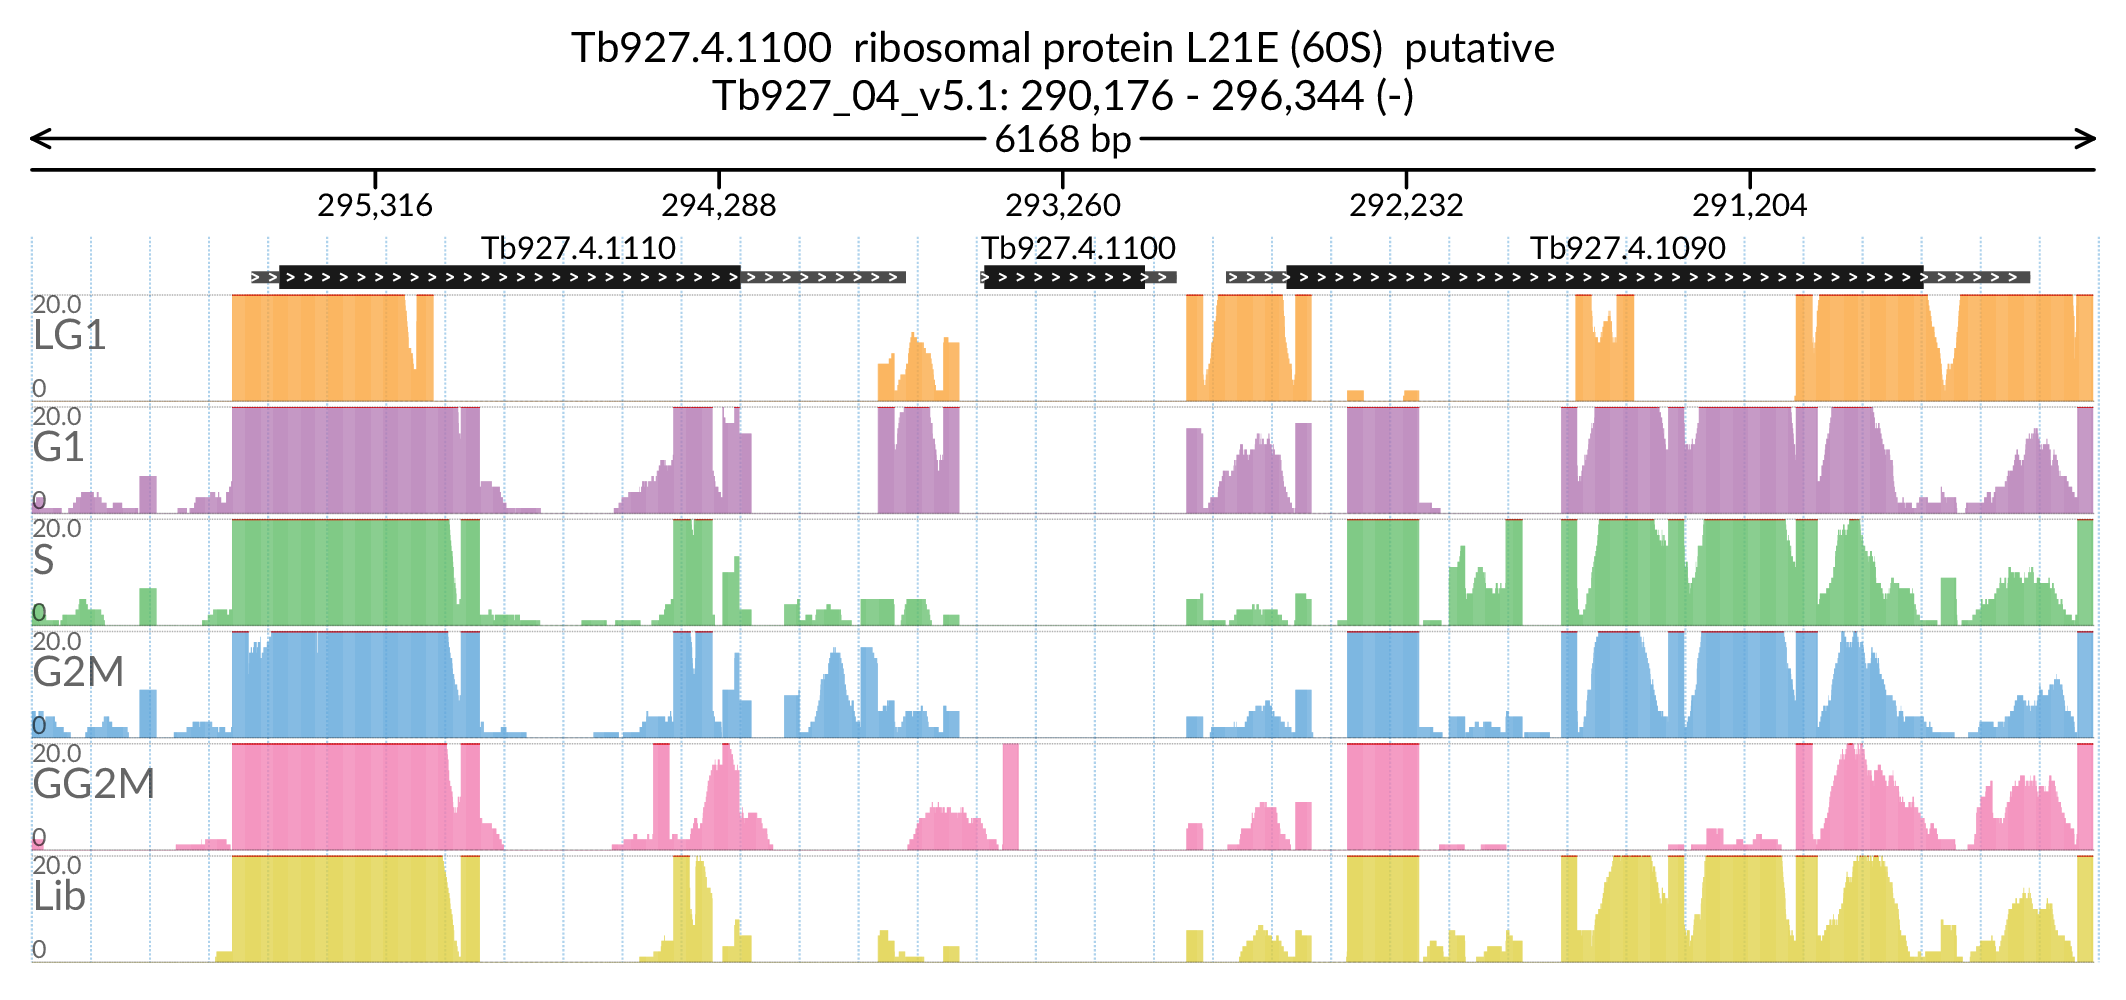 Tb927.4.1100 ribosomal protein L21E (60S) putative
Tb927_04_v5.1: 290,176 - 296,344 (-)
6168 bp
295,316 294,288 293,260 292,232 291,204
Tb927.4.1110 Tb927.4.1100 Tb927.4.1090
20.0
LG1
0
20.0
G1
0
20.0
S
0
20.0
G2M
0
20.0
GG2M
0
20.0
Lib
0